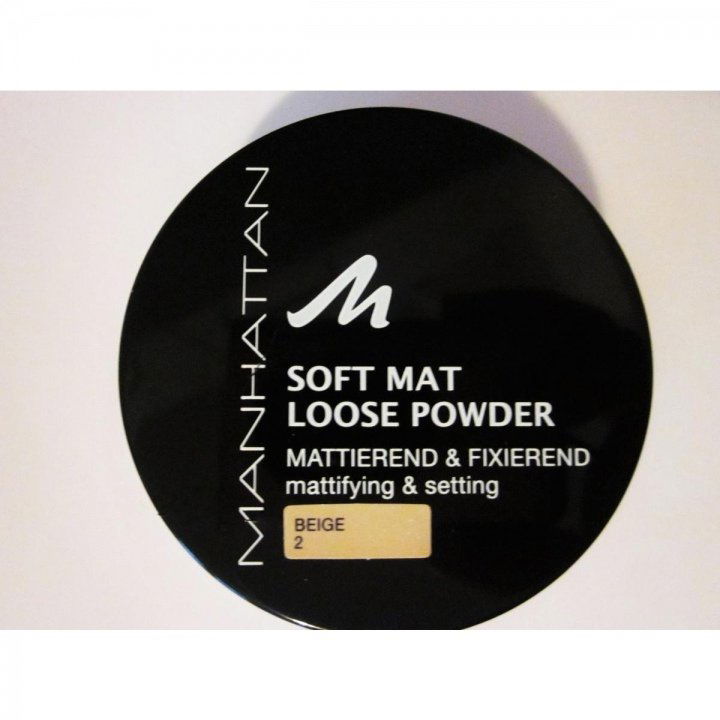 MANHATTAN
M
SOFT MAT
LOOSE POWDER
MATTIEREND & FIXIEREND
mattifying & setting
BEIGE
2